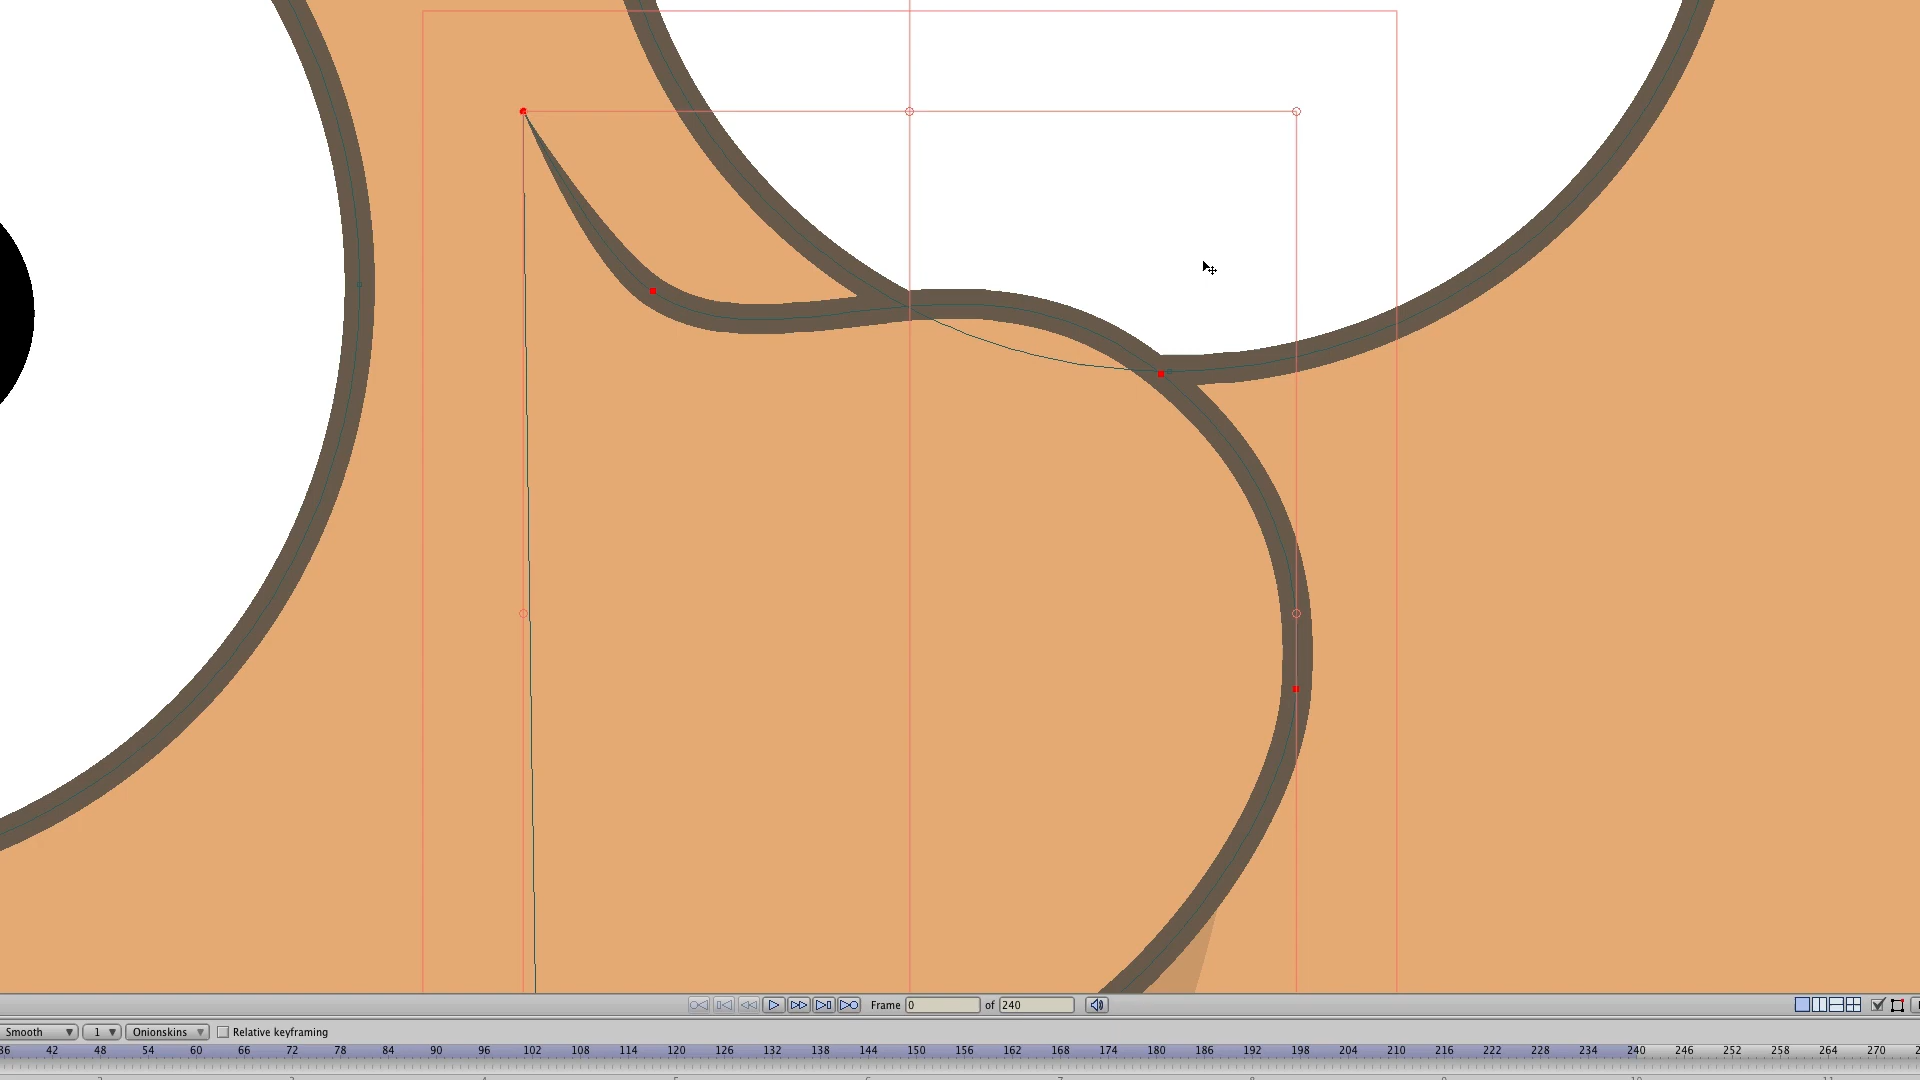 Frame 0 of 240
Smooth 1 Onionskins Relative keyframing
36 42 48 54 60 66 72 78 84 90 96 102 108 114 120 126 132 138 144 150 156 162 168 174 180 186 192 198 204 210 216 222 228 234 240 246 252 258 264 270